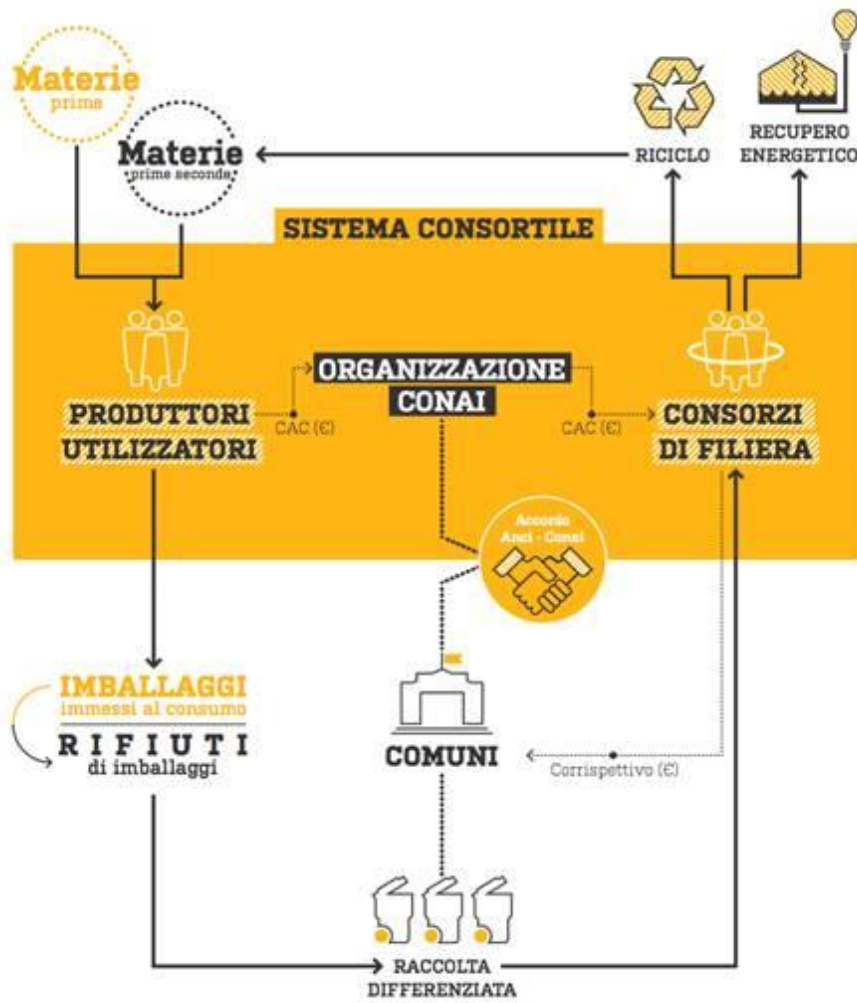 Materie
prime
Materie
prime seconde
RICICLO
RECUPERO
ENERGETICO
SISTEMA CONSORTILE
PRODUTTORI
UTILIZZATORI
CAC (€)
ORGANIZZAZIONE
CONAI
CAC (€)
CONSORZI
DI FILIERA
Accordo
Anci - Conai
IMBALLAGGI
immessi al consumo
RIFIUTI
di imballaggi
COMUNI
Corrispettivo (€)
RACCOLTA
DIFFERENZIATA